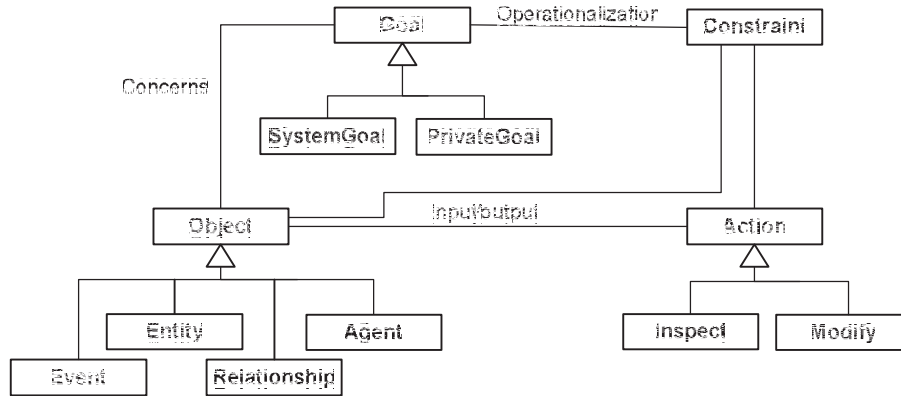 Goal
Operationalization
Constraint
Concerns
SystemGoal
PrivateGoal
Object
Input/output
Action
Entity
Agent
Inspect
Modify
Event
Relationship